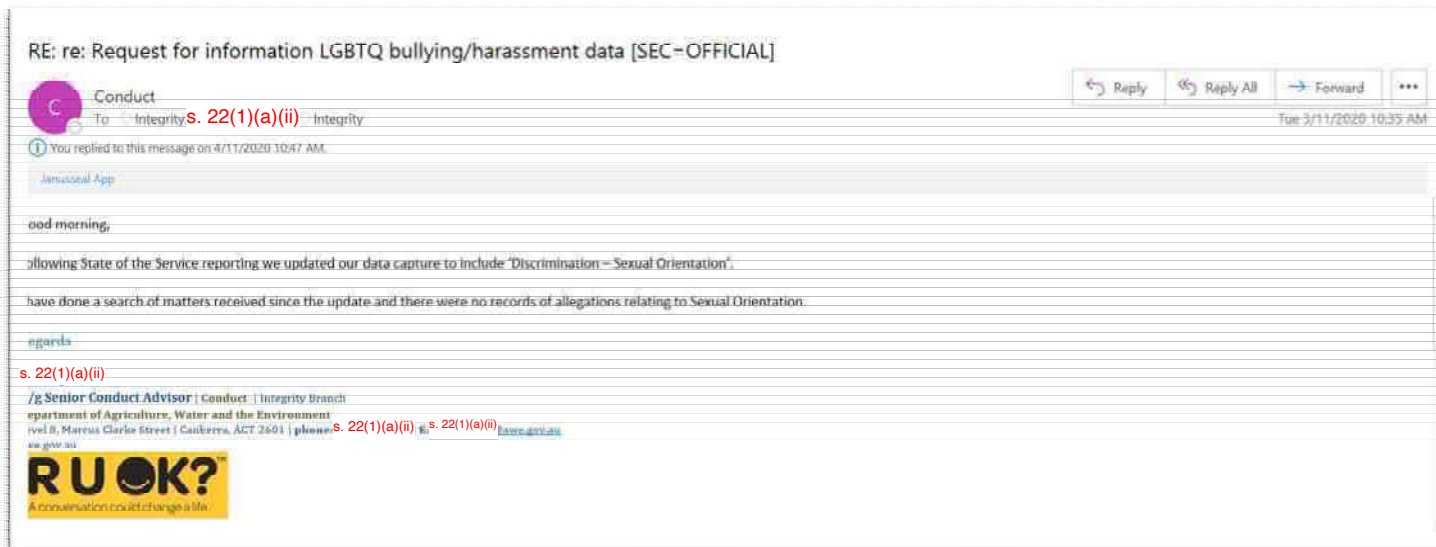 RE: re: Request for information LGBTQ bullying/harassment data [SEC=OFFICIAL]
C
Conduct
To Integrity s. 22(1)(a)(ii) Integrity
Reply
Reply All
Forward
Tue 3/11/2020 10:35 AM
You replied to this message on 4/11/2020 10:47 AM.
Janusseal App
ood morning,
ollowing State of the Service reporting we updated our data capture to include 'Discrimination – Sexual Orientation'.
have done a search of matters received since the update and there were no records of allegations relating to Sexual Orientation.
egards
s. 22(1)(a)(ii)
/g Senior Conduct Advisor | Conduct | Integrity Branch
epartment of Agriculture, Water and the Environment
vel 8, Marcus Clarke Street | Canberra, ACT 2601 | phone: s. 22(1)(a)(ii) E: s. 22(1)(a)(ii) @awe.gov.au
we.gov.au
R U OK?™
A conversation could change a life.